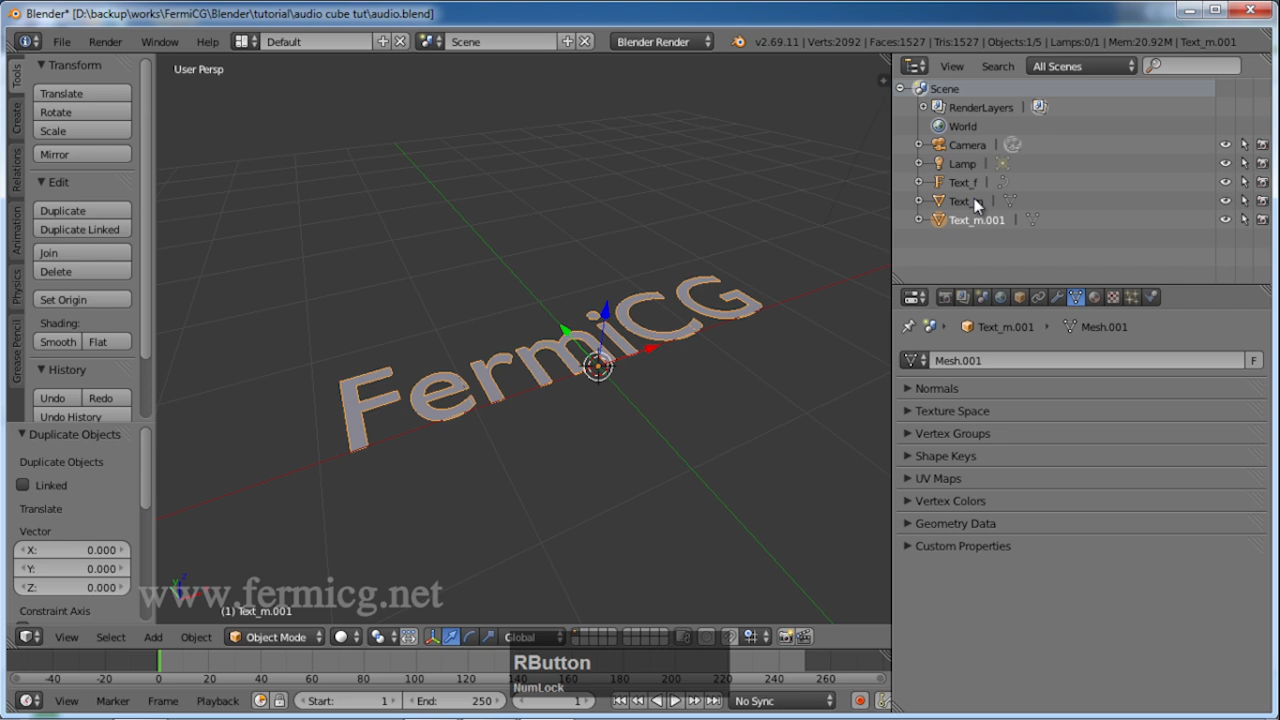 Blender* [D:\backup\works\FermiCG\Blender\tutorial\audio cube tut\audio.blend]
File Render Window Help Default Scene Blender Render v2.69.11 | Verts:2092 | Faces:1527 | Tris:1527 | Objects:1/5 | Lamps:0/1 | Mem:20.92M | Text_m.001
Tools
Create
Relations
Animation
Physics
Grease Pencil
Transform
Translate
Rotate
Scale
Mirror
Edit
Duplicate
Duplicate Linked
Join
Delete
Set Origin
Shading:
Smooth Flat
History
Undo Redo
Undo History
Duplicate Objects
Duplicate Objects
Linked
Translate
Vector
X: 0.000
Y: 0.000
Z: 0.000
Constraint Axis
User Persp
FermiCG
www.fermicg.net
(1) Text_m.001
View Select Add Object Object Mode Global
RButton
NumLock
-40 -20 0 20 40 60 80 100 120 140 160 180 200 220 240 260
View Marker Frame Playback Start: 1 End: 250 1 No Sync
View Search All Scenes
Scene
RenderLayers
World
Camera
Lamp
Text_f
Text_
Text_m.001
Text_m.001 Mesh.001
Mesh.001 F
Normals
Texture Space
Vertex Groups
Shape Keys
UV Maps
Vertex Colors
Geometry Data
Custom Properties